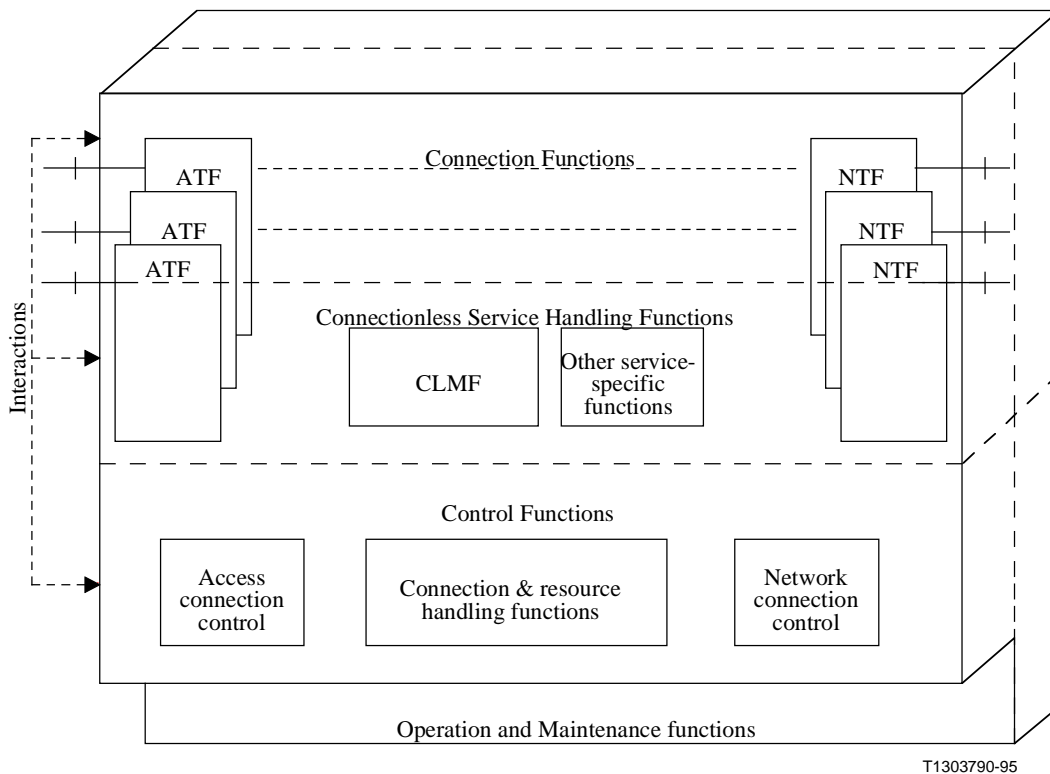 Connection Functions
ATF
NTF
ATF
NTF
ATF
NTF
Interactions
Connectionless Service Handling Functions
CLMF
Other service-
specific
functions
Control Functions
Access
connection
control
Connection & resource
handling functions
Network
connection
control
Operation and Maintenance functions
T1303790-95